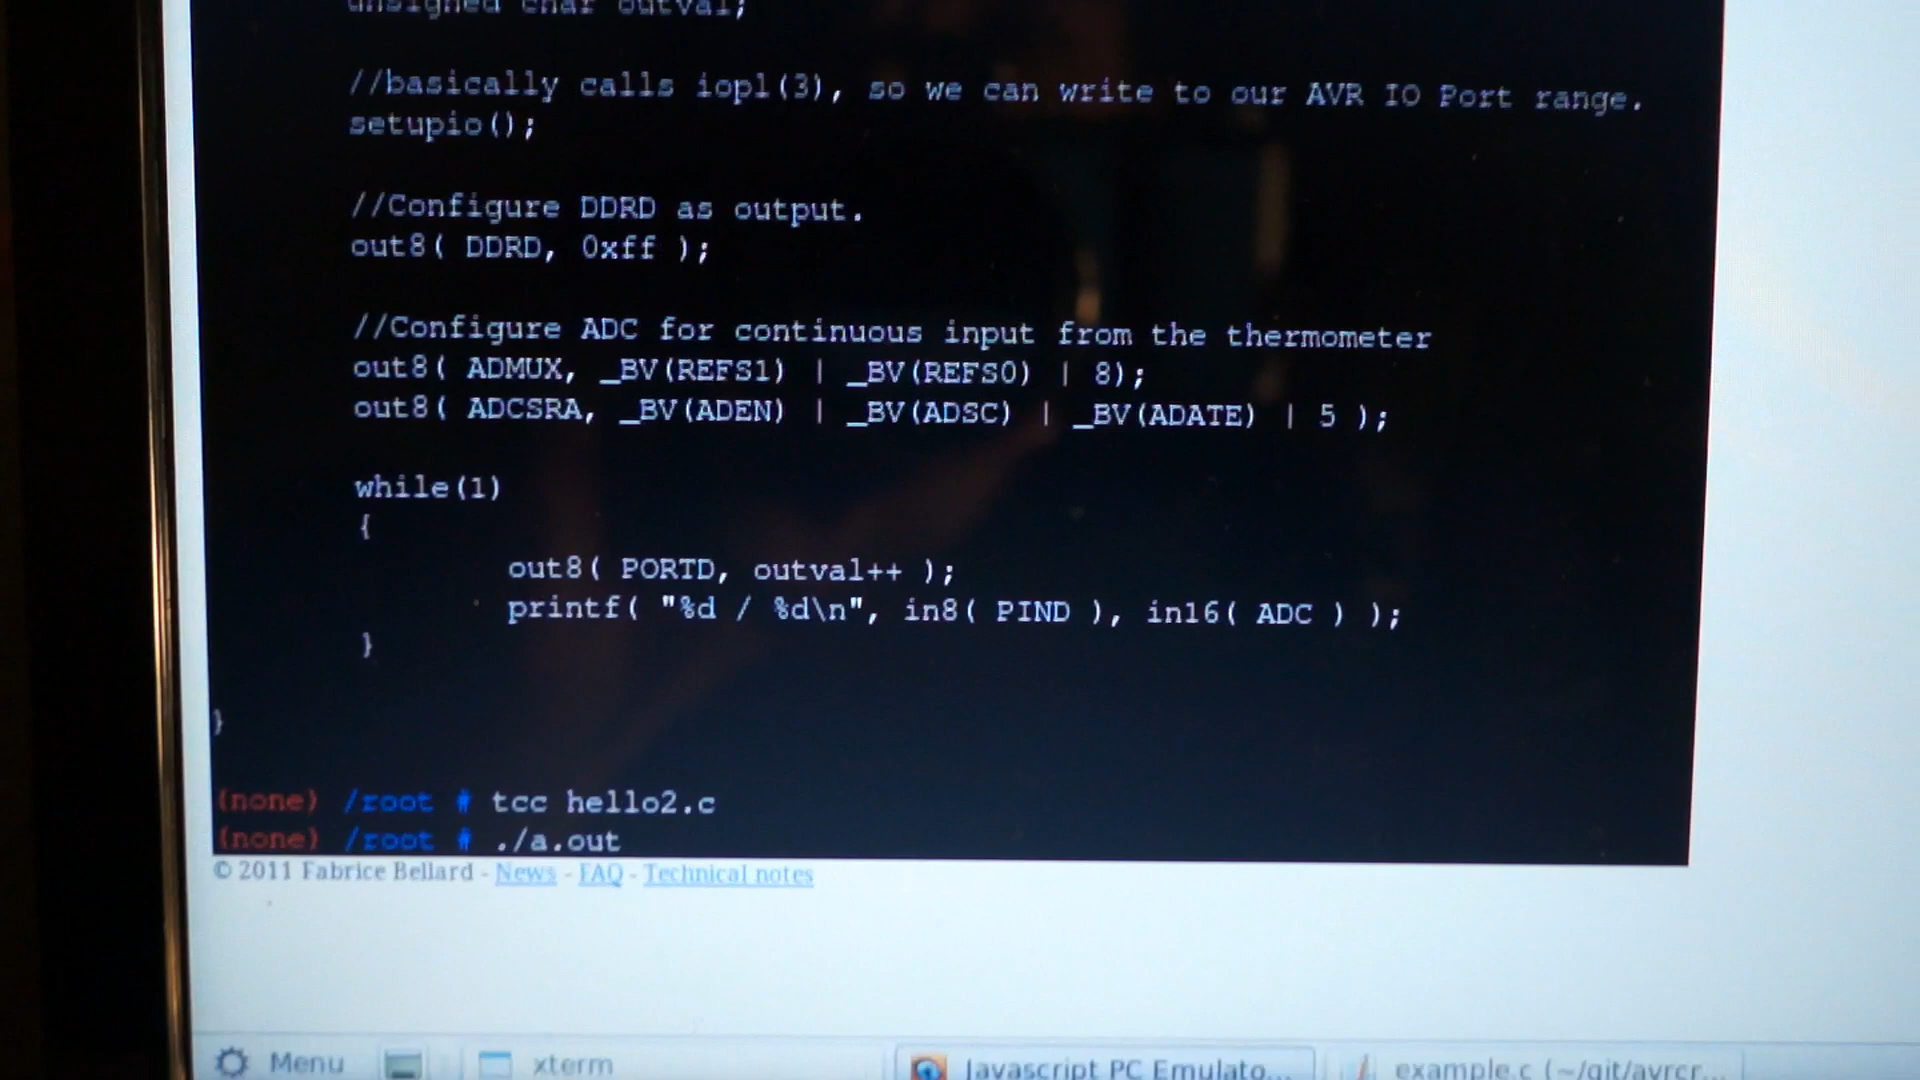 unsigned char outval;
//basically calls iopl(3), so we can write to our AVR IO Port range.
setupio();
//Configure DDRD as output.
out8( DDRD, 0xff );
//Configure ADC for continuous input from the thermometer
out8( ADMUX, _BV(REFS1) | _BV(REFS0) | 8);
out8( ADCSRA, _BV(ADEN) | _BV(ADSC) | _BV(ADATE) | 5 );
while(1)
{
out8( PORTD, outval++ );
printf( "%d / %d\n", in8( PIND ), in16( ADC ) );
}
}
(none) /root # tcc hello2.c
(none) /root # ./a.out
© 2011 Fabrice Bellard - News - FAQ - Technical notes
Menu xterm Javascript PC Emulato... example.c (~/git/avrcr...